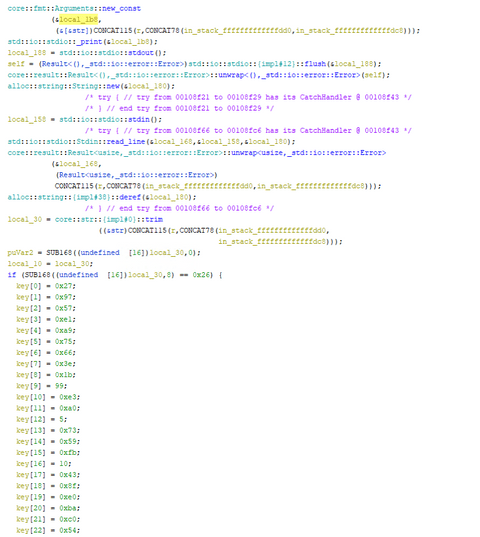 core::fmt::Arguments::new_const
(&local_1b8,
(&[&str])CONCAT115(r,CONCAT78(in_stack_fffffffffffffdd0,in_stack_fffffffffffffdc8)));
std::io::stdio::_print(&local_1b8);
local_188 = std::io::stdio::stdout();
self = (Result<(),_std::io::error::Error>)std::io::stdio::{impl#12}::flush(&local_188);
core::result::Result<(),_std::io::error::Error>::unwrap<(),_std::io::error::Error>(self);
alloc::string::String::new(&local_180);
/* try { // try from 00108f21 to 00108f29 has its CatchHandler @ 00108f43 */
/* } // end try from 00108f21 to 00108f29 */
local_158 = std::io::stdio::stdin();
/* try { // try from 00108f66 to 00108fc6 has its CatchHandler @ 00108f43 */
std::io::stdio::Stdin::read_line(&local_168,&local_158,&local_180);
core::result::Result<usize,_std::io::error::Error>::unwrap<usize,_std::io::error::Error>
(&local_168,
(Result<usize,_std::io::error::Error>)
CONCAT115(r,CONCAT78(in_stack_fffffffffffffdd0,in_stack_fffffffffffffdc8)));
alloc::string::{impl#38}::deref(&local_180);
/* } // end try from 00108f66 to 00108fc6 */
local_30 = core::str::{impl#0}::trim
((&str)CONCAT115(r,CONCAT78(in_stack_fffffffffffffdd0,
in_stack_fffffffffffffdc8)));
puVar2 = SUB168((undefined [16])local_30,0);
local_10 = local_30;
if (SUB168((undefined [16])local_30,8) == 0x26) {
key[0] = 0x27;
key[1] = 0x97;
key[2] = 0x57;
key[3] = 0xe1;
key[4] = 0xa9;
key[5] = 0x75;
key[6] = 0x66;
key[7] = 0x3e;
key[8] = 0x1b;
key[9] = 99;
key[10] = 0xe3;
key[11] = 0xa0;
key[12] = 5;
key[13] = 0x73;
key[14] = 0x59;
key[15] = 0xfb;
key[16] = 10;
key[17] = 0x43;
key[18] = 0x8f;
key[19] = 0xe0;
key[20] = 0xba;
key[21] = 0xc0;
key[22] = 0x54;